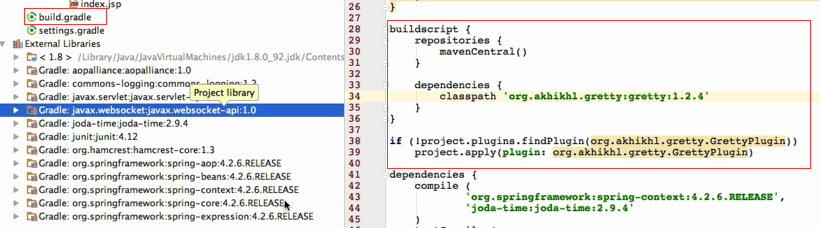 index.jsp
build.gradle
settings.gradle
External Libraries
< 1.8 > /Library/Java/JavaVirtualMachines/jdk1.8.0_92.jdk/Contents
Gradle: aopalliance:aopalliance:1.0
Gradle: commons-logging:commons-logging:1.2
Gradle: javax.servlet:javax.servlet-
Project library
Gradle: javax.websocket:javax.websocket-api:1.0
Gradle: joda-time:joda-time:2.9.4
Gradle: junit:junit:4.12
Gradle: org.hamcrest:hamcrest-core:1.3
Gradle: org.springframework:spring-aop:4.2.6.RELEASE
Gradle: org.springframework:spring-beans:4.2.6.RELEASE
Gradle: org.springframework:spring-context:4.2.6.RELEASE
Gradle: org.springframework:spring-core:4.2.6.RELEASE
Gradle: org.springframework:spring-expression:4.2.6.RELEASE
26 }
27
28 buildscript {
29 repositories {
30 mavenCentral()
31 }
32
33 dependencies {
34 classpath 'org.akhikhl.gretty:gretty:1.2.4'
35 }
36 }
37
38 if (!project.plugins.findPlugin(org.akhikhl.gretty.GrettyPlugin))
39 project.apply(plugin: org.akhikhl.gretty.GrettyPlugin)
40
41 dependencies {
42 compile (
43 'org.springframework:spring-context:4.2.6.RELEASE',
44 'joda-time:joda-time:2.9.4'
45 )